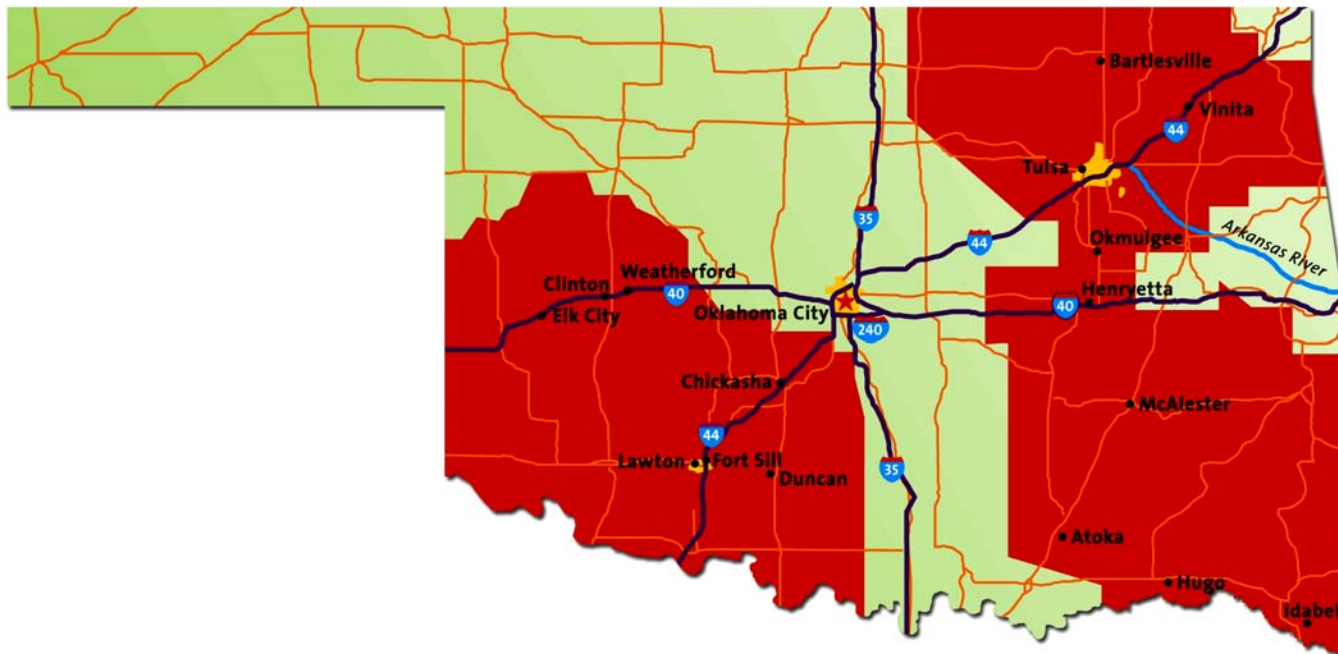 Bartlesville
Vinita
44
Tulsa
35
Arkansas River
44
Okmulgee
Weatherford
Clinton
40
Henryetta
Elk City
Oklahoma City
40
240
Chickasha
McAlester
44
Lawton
Fort Sill
35
Duncan
Atoka
Hugo
Idabel